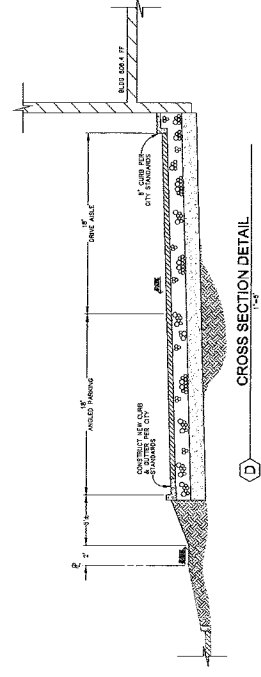 BLDG 606.4 FF
18'
DRIVE AISLE
6" CURB PER
CITY STANDARDS
18'
ANGLED PARKING
CONSTRUCT NEW CURB
& GUTTER PER CITY
STANDARDS
2'
D
CROSS SECTION DETAIL
1"=5'